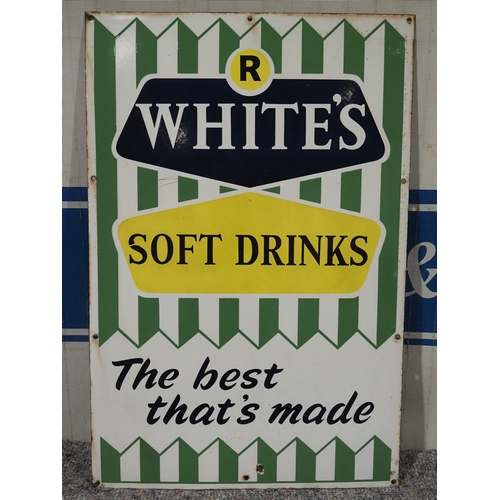 R
WHITE'S
SOFT DRINKS
&
The best
that's made